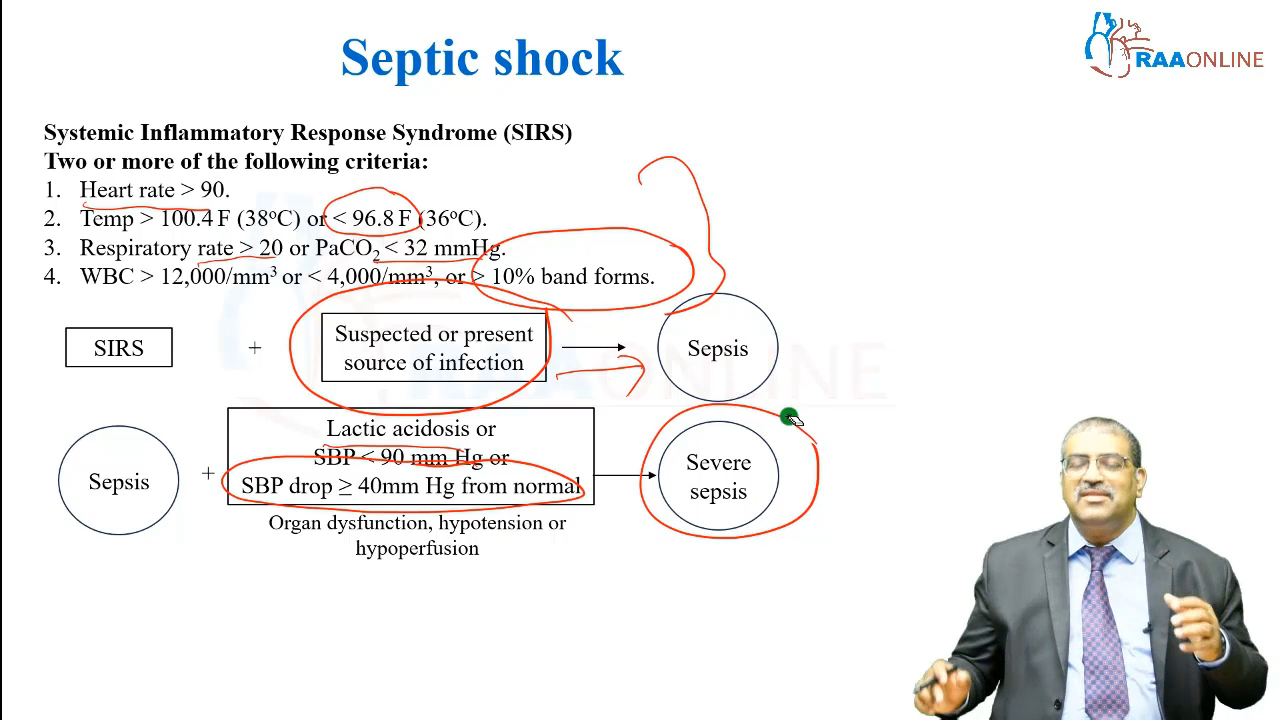 Septic shock
RAAONLINE
Systemic Inflammatory Response Syndrome (SIRS)
Two or more of the following criteria:
1. Heart rate > 90.
2. Temp > 100.4 F (38°C) or < 96.8 F (36°C).
3. Respiratory rate > 20 or PaCO₂ < 32 mmHg.
4. WBC > 12,000/mm³ or < 4,000/mm³, or > 10% band forms.
SIRS
+
Suspected or present
source of infection
Sepsis
RAAONLINE
Sepsis
+
Lactic acidosis or
SBP < 90 mm Hg or
SBP drop ≥ 40mm Hg from normal
Severe
sepsis
Organ dysfunction, hypotension or
hypoperfusion